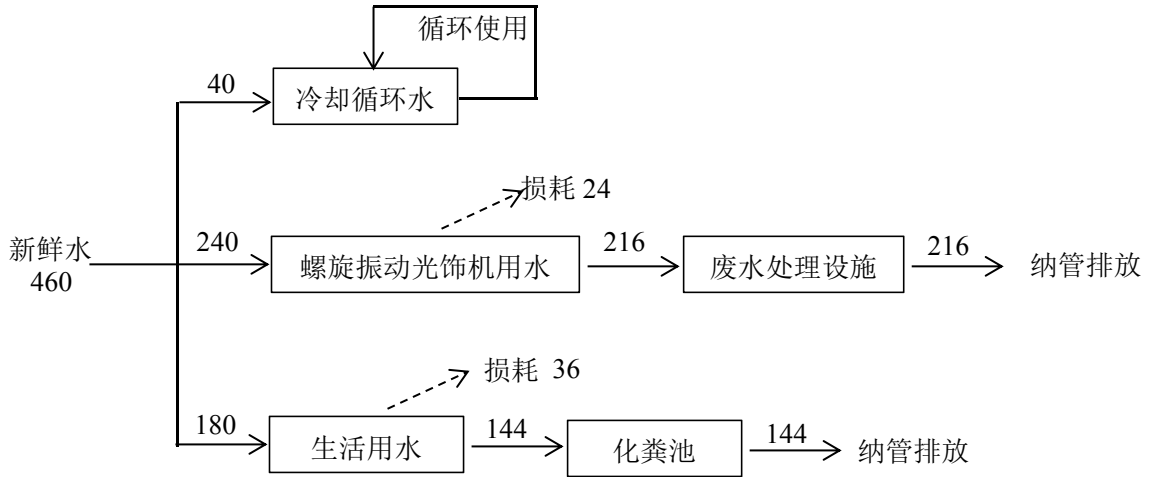 循环使用
40
冷却循环水
损耗 24
新鲜水
460
240
螺旋振动光饰机用水
216
废水处理设施
216
纳管排放
损耗 36
180
生活用水
144
化粪池
144
纳管排放